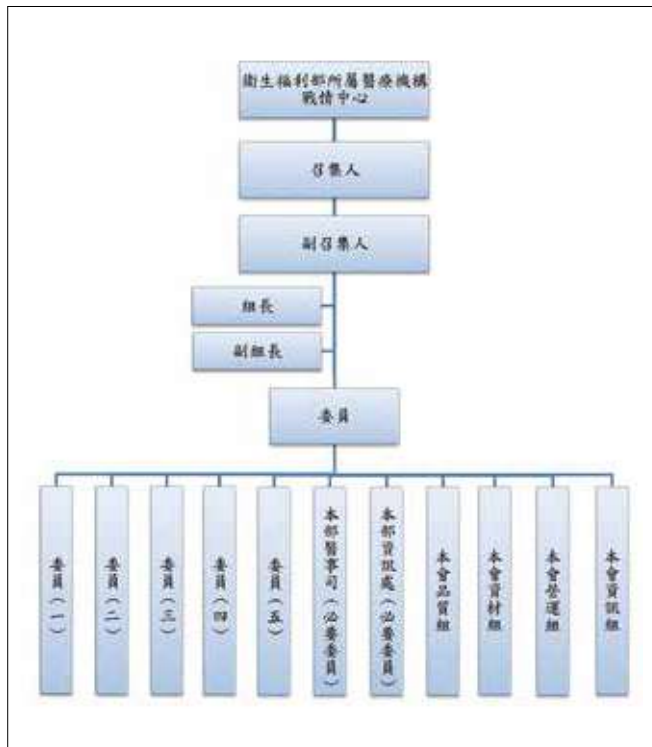 衛生福利部所屬醫療機構
戰情中心
召集人
副召集人
組長
副組長
委員
委員(一)
委員(二)
委員(三)
委員(四)
委員(五)
本部醫事司(必要委員)
本部資訊處(必要委員)
本會品質組
本會資材組
本會營運組
本會資訊組